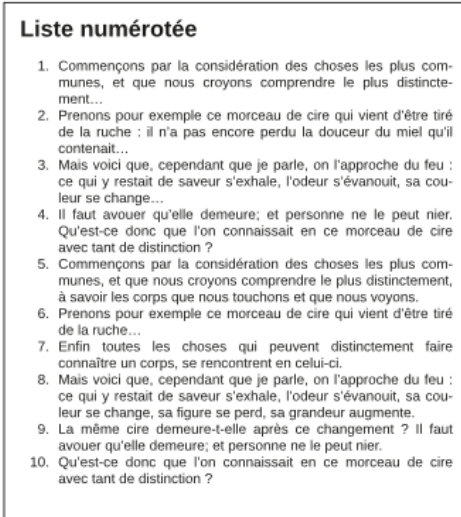 Liste numérotée
1. Commençons par la considération des choses les plus com-
munes, et que nous croyons comprendre le plus distincte-
ment…
2. Prenons pour exemple ce morceau de cire qui vient d'être tiré
de la ruche : il n'a pas encore perdu la douceur du miel qu'il
contenait…
3. Mais voici que, cependant que je parle, on l'approche du feu :
ce qui y restait de saveur s'exhale, l'odeur s'évanouit, sa cou-
leur se change…
4. Il faut avouer qu'elle demeure; et personne ne le peut nier.
Qu'est-ce donc que l'on connaissait en ce morceau de cire
avec tant de distinction ?
5. Commençons par la considération des choses les plus com-
munes, et que nous croyons comprendre le plus distinctement,
à savoir les corps que nous touchons et que nous voyons.
6. Prenons pour exemple ce morceau de cire qui vient d'être tiré
de la ruche…
7. Enfin toutes les choses qui peuvent distinctement faire
connaître un corps, se rencontrent en celui-ci.
8. Mais voici que, cependant que je parle, on l'approche du feu :
ce qui y restait de saveur s'exhale, l'odeur s'évanouit, sa cou-
leur se change, sa figure se perd, sa grandeur augmente.
9. La même cire demeure-t-elle après ce changement ? Il faut
avouer qu'elle demeure; et personne ne le peut nier.
10. Qu'est-ce donc que l'on connaissait en ce morceau de cire
avec tant de distinction ?